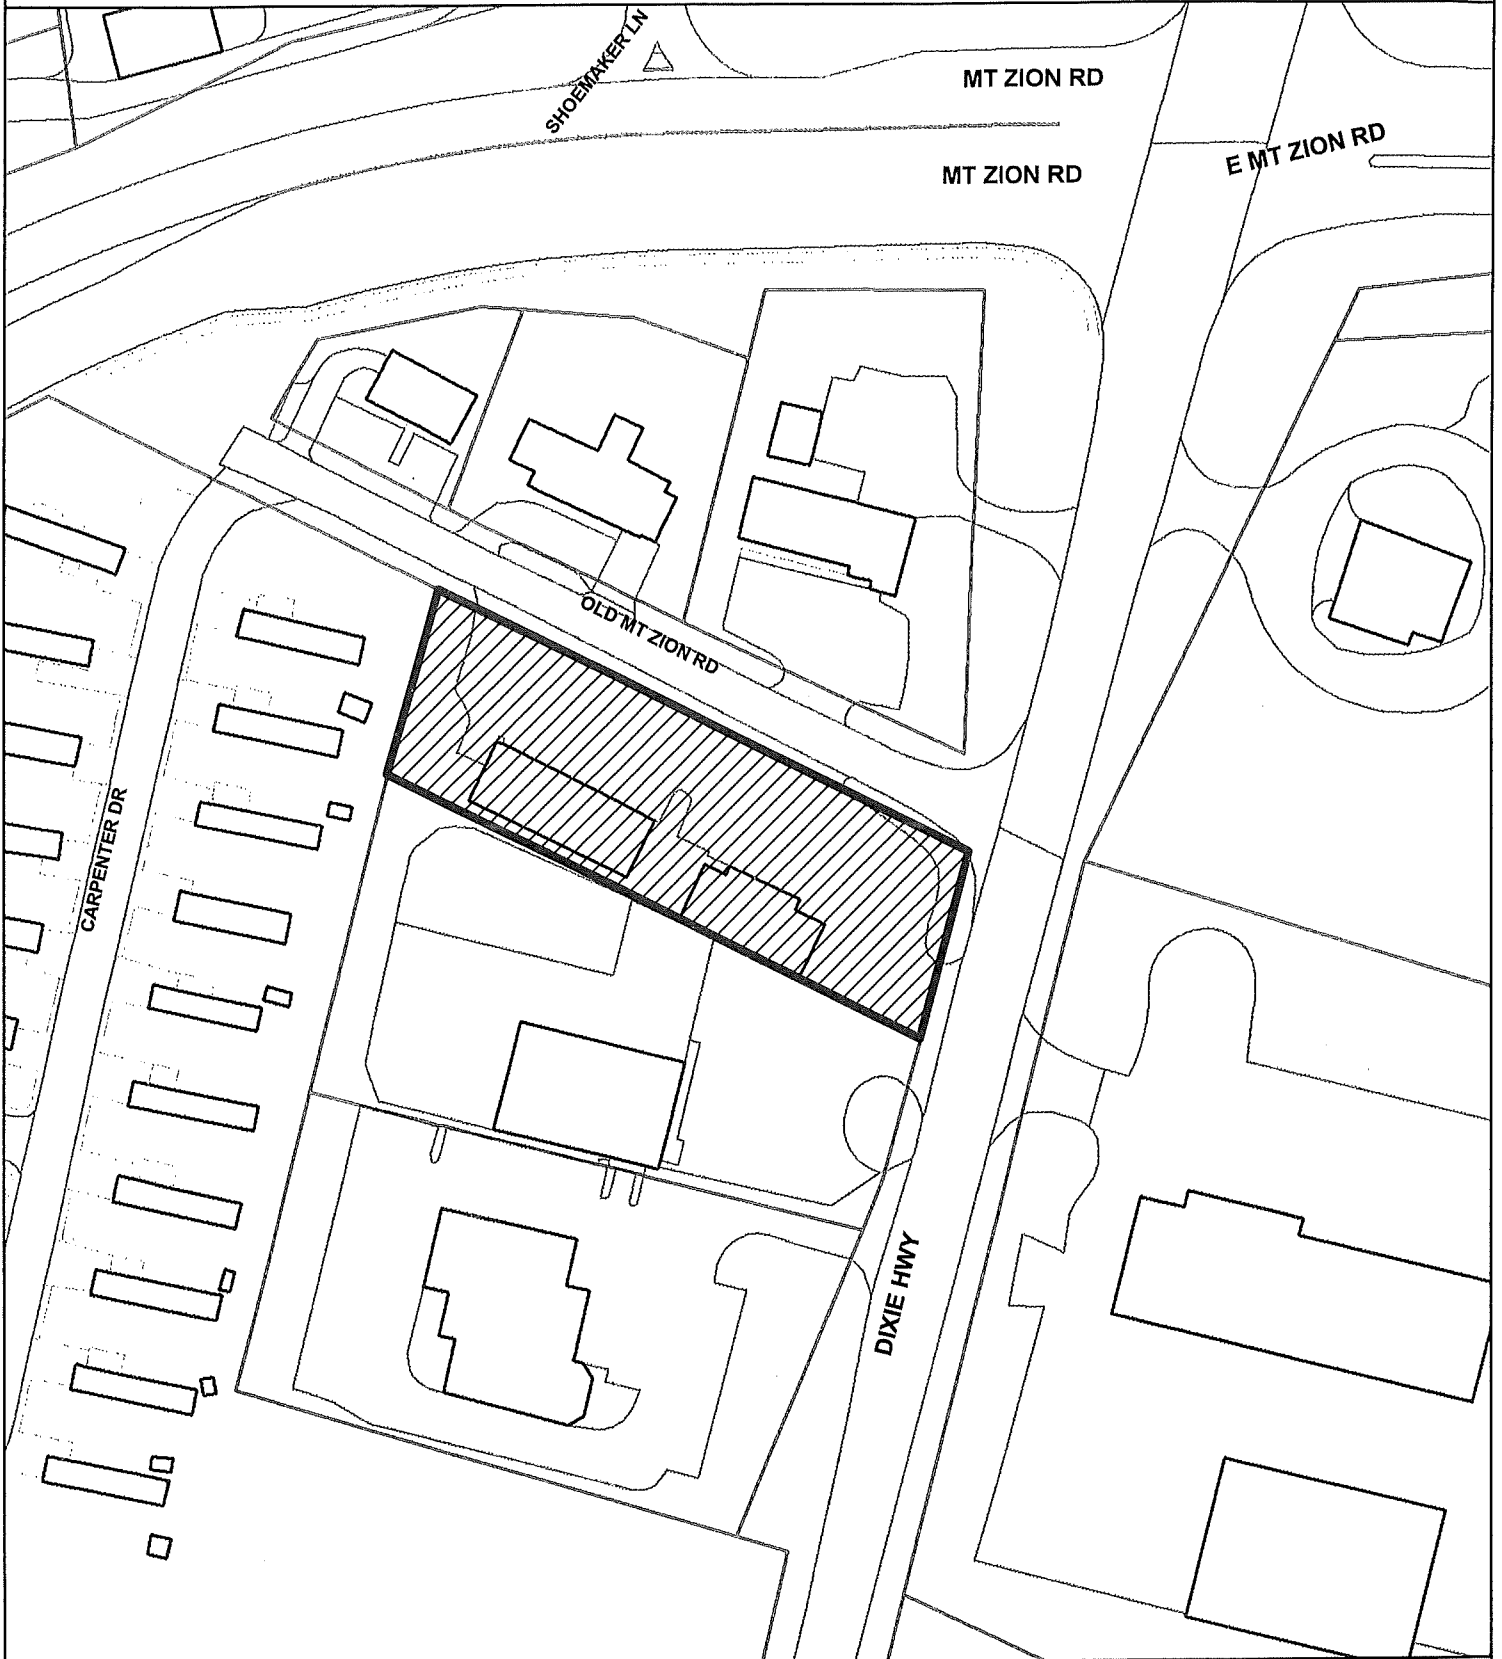 SHOEMAKER LN
MT ZION RD
E MT ZION RD
MT ZION RD
OLD MT ZION RD
CARPENTER DR
DIXIE HWY